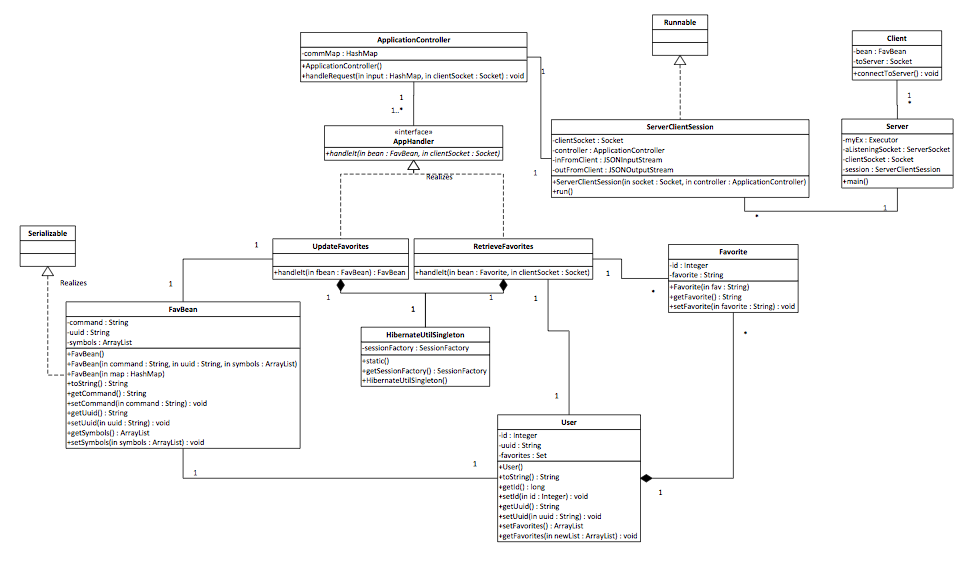 ApplicationController
-commMap : HashMap
+ApplicationController()
+handleRequest(in input : HashMap, in clientSocket : Socket) : void
Runnable
Client
-bean : FavBean
-toServer : Socket
+connectToServer() : void
1
1
1..*
1
*
«interface»
AppHandler
+handleIt(in bean : FavBean, in clientSocket : Socket)
Realizes
1
ServerClientSession
-clientSocket : Socket
-controller : ApplicationController
-inFromClient : JSONInputStream
-outFromClient : JSONOutputStream
+ServerClientSession(in socket : Socket, in controller : ApplicationController)
+run()
Server
-myEx : Executor
-aListeningSocket : ServerSocket
-clientSocket : Socket
-session : ServerClientSession
+main()
*
1
Serializable
Realizes
1
1
UpdateFavorites
+handleIt(in fbean : FavBean) : FavBean
RetrieveFavorites
+handleIt(in bean : Favorite, in clientSocket : Socket)
1
*
Favorite
-id : Integer
-favorite : String
+Favorite(in fav : String)
+getFavorite() : String
+setFavorite(in favorite : String) : void
*
1
1
1
1
FavBean
-command : String
-uuid : String
-symbols : ArrayList
+FavBean()
+FavBean(in command : String, in uuid : String, in symbols : ArrayList)
+FavBean(in map : HashMap)
+toString() : String
+getCommand() : String
+setCommand(in command : String) : void
+getUuid() : String
+setUuid(in uuid : String) : void
+getSymbols() : ArrayList
+setSymbols(in symbols : ArrayList) : void
HibernateUtilSingleton
-sessionFactory : SessionFactory
+static()
+getSessionFactory() : SessionFactory
+HibernateUtilSingleton()
1
User
-id : Integer
-uuid : String
-favorites : Set
+User()
+toString() : String
+getId() : long
+setId(in id : Integer) : void
+getUuid() : String
+setUuid(in uuid : String) : void
+setFavorites() : ArrayList
+getFavorites(in newList : ArrayList) : void
1
1
1